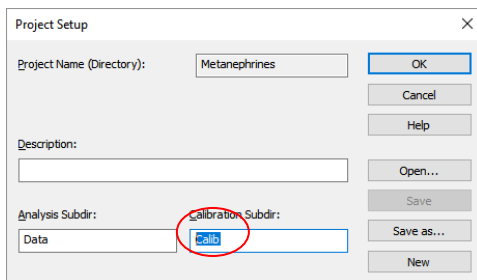 Project Setup
Project Name (Directory): Metanephrines OK
Cancel
Help
Description:
Open...
Save
Analysis Subdir: Calibration Subdir:
Save as...
Data Calib
New